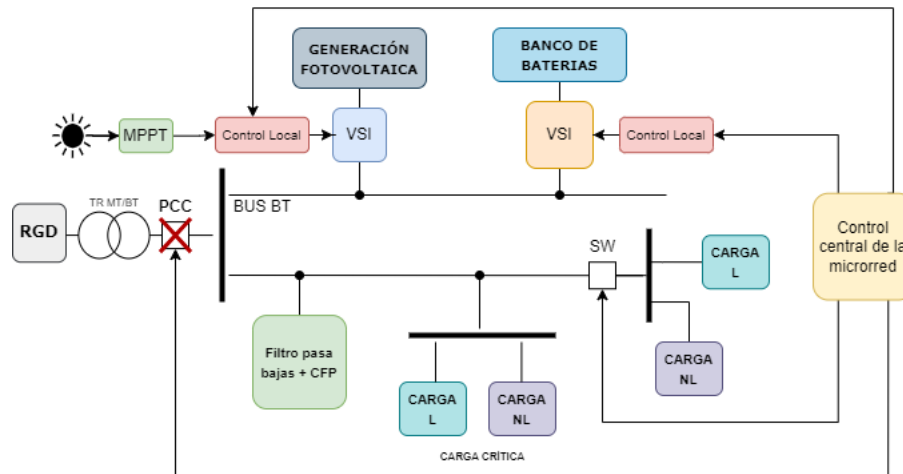 GENERACIÓN
FOTOVOLTAICA
BANCO DE
BATERIAS
MPPT
Control Local
VSI
VSI
Control Local
TR MT/BT
PCC
BUS BT
RGD
Control
central de la
microrred
SW
CARGA
L
Filtro pasa
bajas + CFP
CARGA
NL
CARGA
L
CARGA
NL
CARGA CRÍTICA